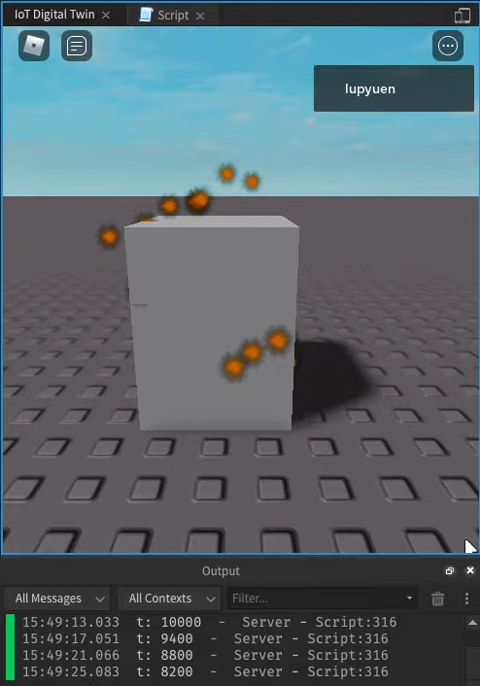 IoT Digital Twin
Script
lupyuen
Output
All Messages
All Contexts
Filter...
15:49:13.033 t: 10000 - Server - Script:316
15:49:17.051 t: 9400 - Server - Script:316
15:49:21.066 t: 8800 - Server - Script:316
15:49:25.083 t: 8200 - Server - Script:316